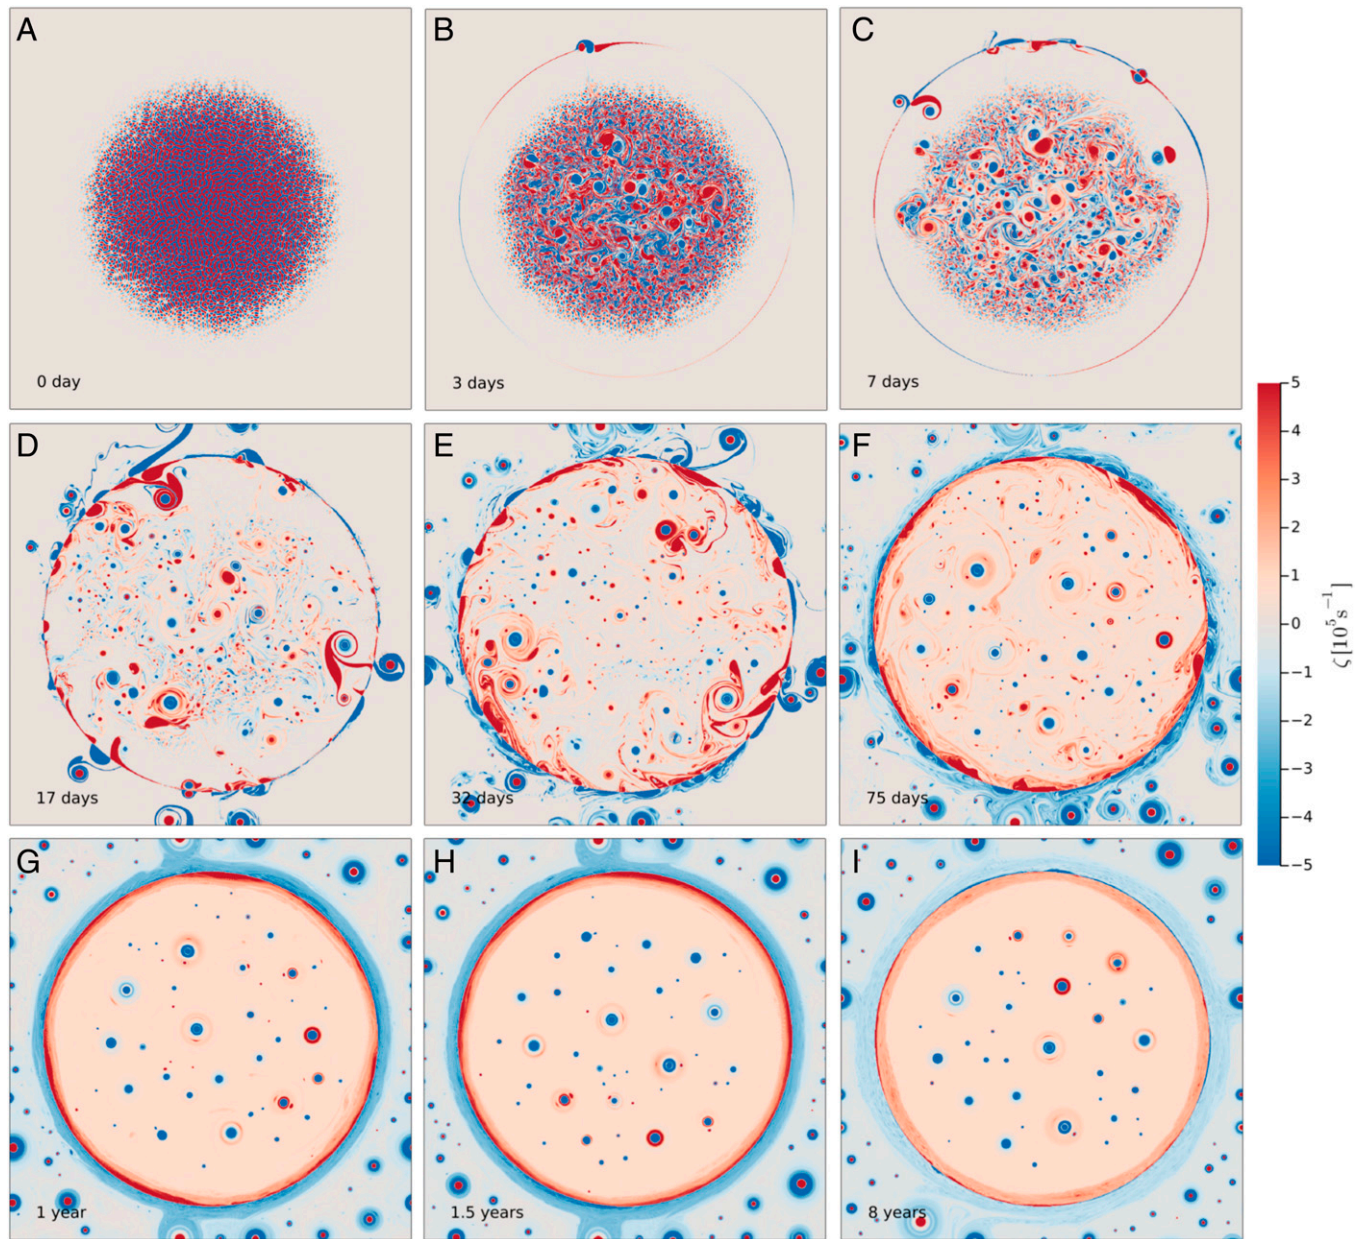 A
0 day
B
3 days
C
7 days
D
17 days
E
32 days
F
75 days
G
1 year
H
1.5 years
I
8 years
5
4
3
2
1
0
−1
−2
−3
−4
−5
ζ [10⁵ s⁻¹]